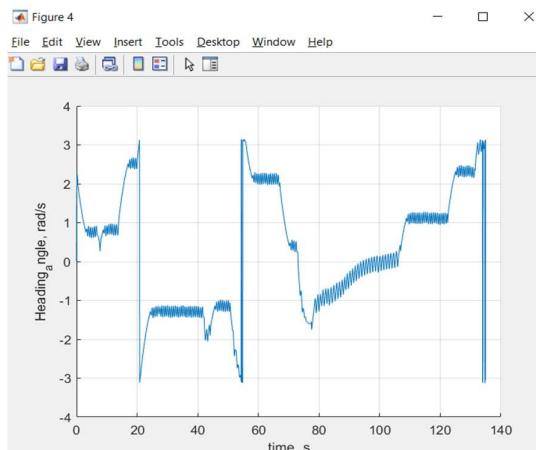 Figure 4
File Edit View Insert Tools Desktop Window Help
4
3
2
1
0
-1
-2
-3
-4
Heading_angle, rad/s
0 20 40 60 80 100 120 140
time, s